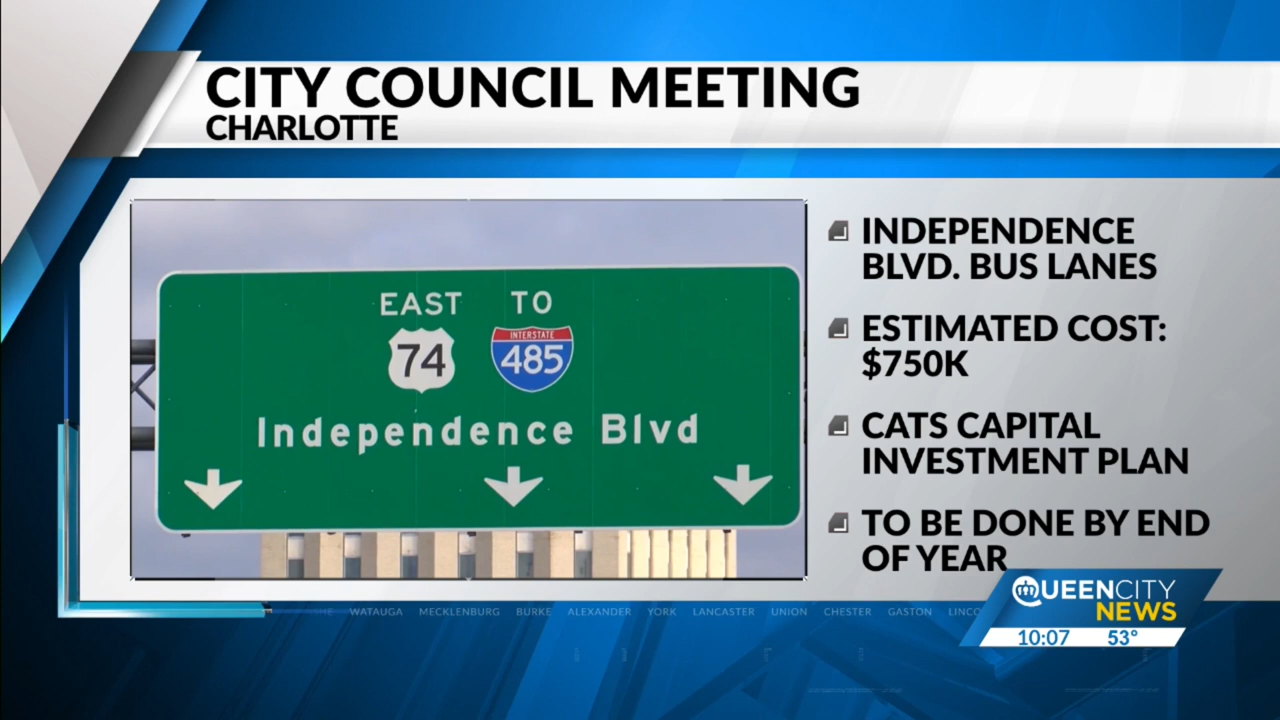 CITY COUNCIL MEETING
CHARLOTTE
EAST TO
INTERSTATE
74 485
Independence Blvd
INDEPENDENCE
BLVD. BUS LANES
ESTIMATED COST:
$750K
CATS CAPITAL
INVESTMENT PLAN
TO BE DONE BY END
OF YEAR
WATAUGA MECKLENBURG BURKE ALEXANDER YORK LANCASTER UNION CHESTER GASTON
QUEENCITY
NEWS
10:07 53°